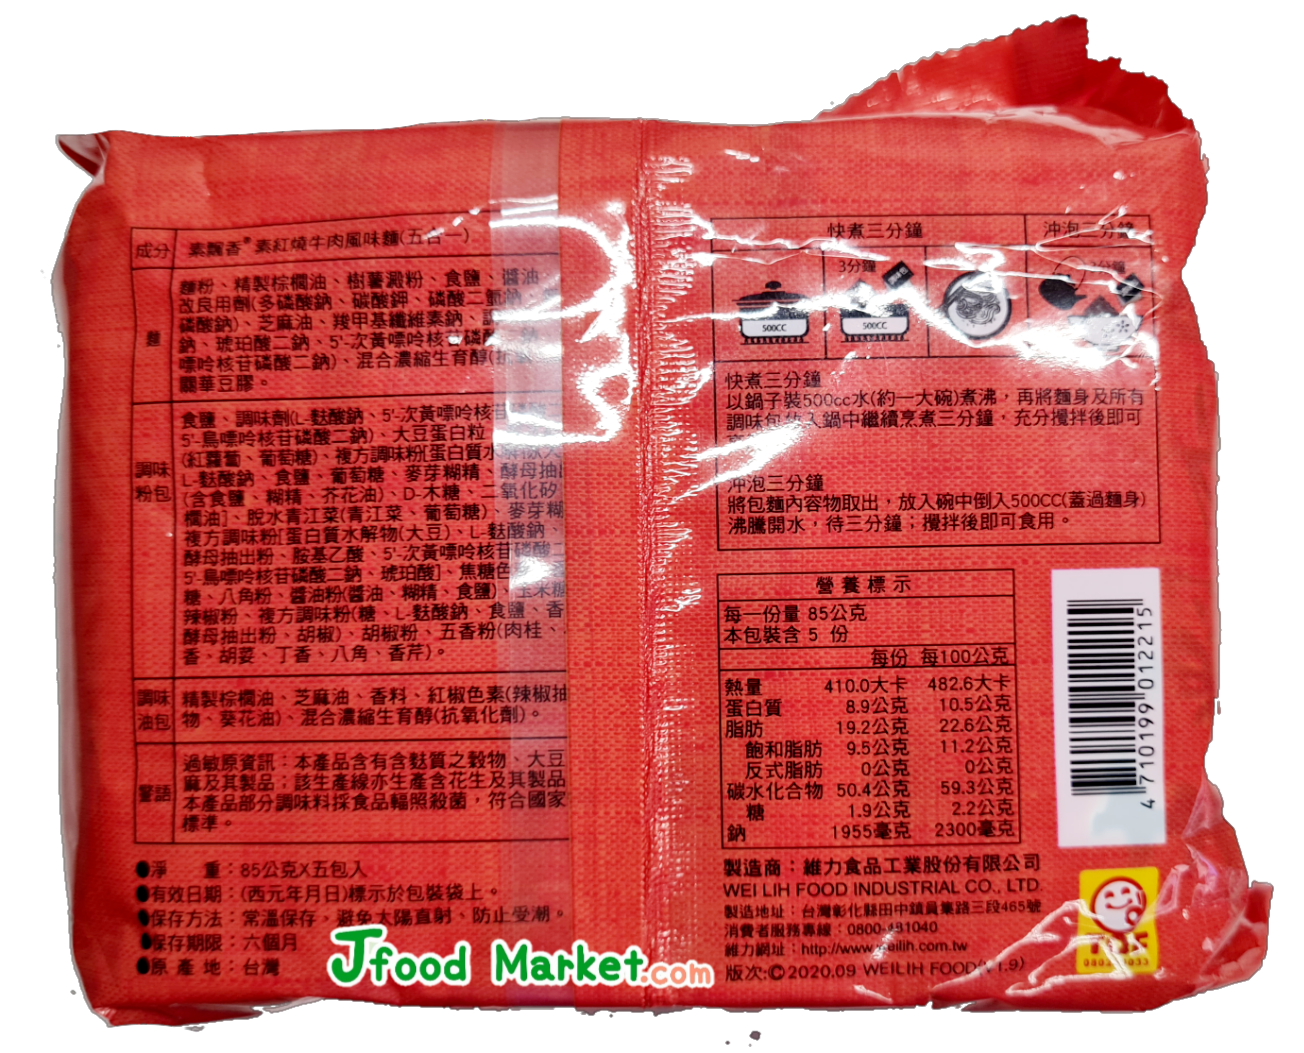 成分 素飄香® 素紅燒牛肉風味麵(五合一)
麵
麵粉、精製棕櫚油、樹薯澱粉、食鹽、醬油、
改良用劑(多磷酸鈉、碳酸鉀、磷酸二氫鈉、
磷酸鈉)、芝麻油、羧甲基纖維素鈉、
鈉、琥珀酸二鈉、5'-次黃嘌呤核苷磷
嘌呤核苷磷酸二鈉)、混合濃縮生育醇(抗
關華豆膠。
調味
粉包
食鹽、調味劑(L-麩酸鈉、5'-次黃嘌呤核苷
5'-鳥嘌呤核苷磷酸二鈉)、大豆蛋白粒
(紅蘿蔔、葡萄糖)、複方調味粉[蛋白質水
L-麩酸鈉、食鹽、葡萄糖、麥芽糊精、酵母抽
(含食鹽、糊精、芥花油)、D-木糖、二氧化矽
櫚油]、脫水青江菜(青江菜、葡萄糖)、麥芽糊
複方調味粉[蛋白質水解物(大豆)、L-麩酸鈉、
酵母抽出粉、胺基乙酸、5'-次黃嘌呤核苷磷酸二
5'-鳥嘌呤核苷磷酸二鈉、琥珀酸]、焦糖色
糖、八角粉、醬油粉(醬油、糊精、食鹽)、玉米糖
辣椒粉、複方調味粉(糖、L-麩酸鈉、食鹽、香
酵母抽出粉、胡椒)、胡椒粉、五香粉(肉桂、
香、胡荽、丁香、八角、香芹)。
調味
油包
精製棕櫚油、芝麻油、香料、紅椒色素(辣椒抽
物、葵花油)、混合濃縮生育醇(抗氧化劑)。
警語
過敏原資訊：本產品含有含麩質之穀物、大豆
麻及其製品；該生產線亦生產含花生及其製品
本產品部分調味料採食品輻照殺菌，符合國家
標準。
●淨 重：85公克X五包入
●有效日期：(西元年月日)標示於包裝袋上。
●保存方法：常溫保存，避免太陽直射、防止受潮。
●保存期限：六個月
●原 產 地：台灣
快煮三分鐘
沖泡三分鐘
500CC
3分鐘
500CC
快煮三分鐘
以鍋子裝500cc水(約一大碗)煮沸，再將麵身及所有
調味包放入鍋中繼續烹煮三分鐘，充分攪拌後即可
沖泡三分鐘
將包麵內容物取出，放入碗中倒入500CC(蓋過麵身)
沸騰開水，待三分鐘；攪拌後即可食用。
營養標示
每一份量 85公克
本包裝含 5 份
每份 每100公克
熱量 410.0大卡 482.6大卡
蛋白質 8.9公克 10.5公克
脂肪 19.2公克 22.6公克
飽和脂肪 9.5公克 11.2公克
反式脂肪 0公克 0公克
碳水化合物 50.4公克 59.3公克
糖 1.9公克 2.2公克
鈉 1955毫克 2300毫克
4 710199 012215
製造商：維力食品工業股份有限公司
WEI LIH FOOD INDUSTRIAL CO., LTD.
製造地址：台灣彰化縣田中鎮員集路三段465號
消費者服務專線：0800-431040
維力網址：http://www.weilih.com.tw
版次:©2020.09 WEILIH FOOD(V1.9)
Jfood Market.com